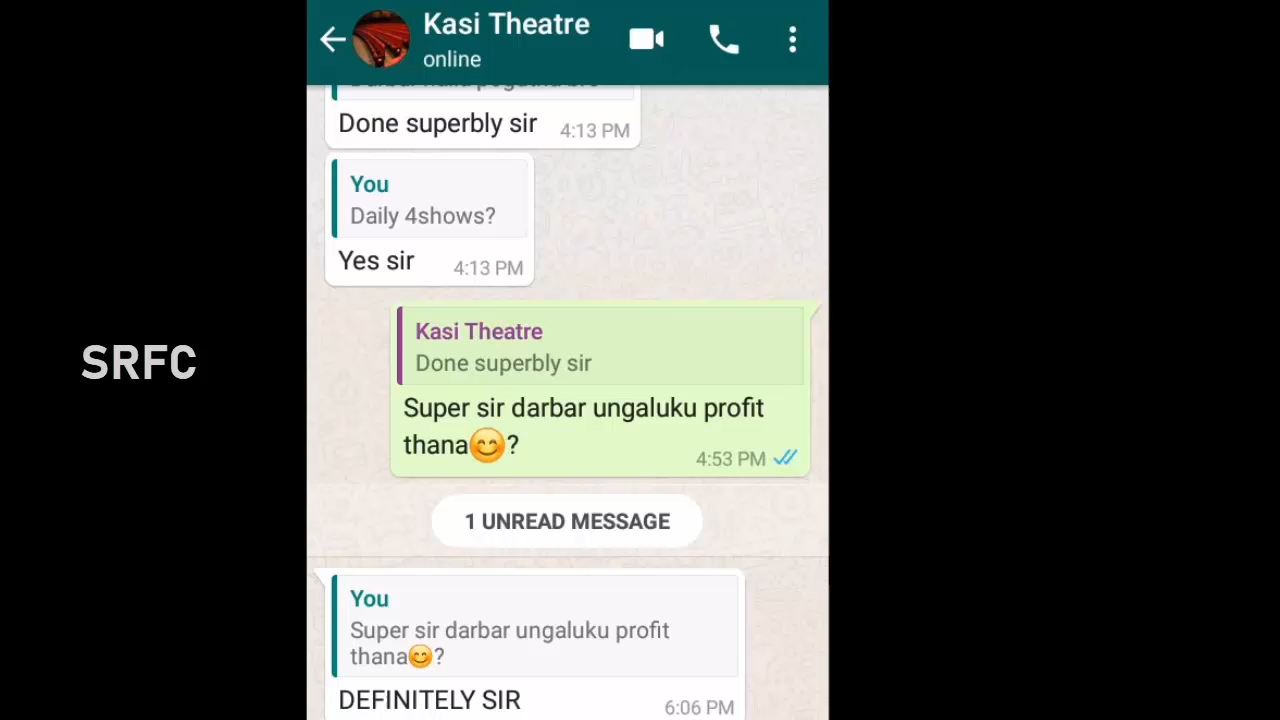 Kasi Theatre
online
Done superbly sir
4:13 PM
You
Daily 4shows?
Yes sir
4:13 PM
Kasi Theatre
Done superbly sir
Super sir darbar ungaluku profit
thana😊?
4:53 PM
SRFC
1 UNREAD MESSAGE
You
Super sir darbar ungaluku profit
thana😊?
DEFINITELY SIR
6:06 PM